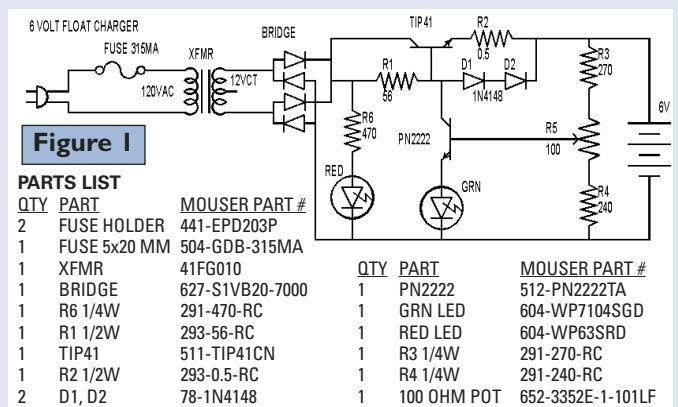 6 VOLT FLOAT CHARGER
FUSE 315MA
XFMR
BRIDGE
TIP41
R2
0.5
120VAC
12VCT
R1
56
D1
D2
1N4148
R3
270
R6
470
PN2222
R5
100
6V
RED
GRN
R4
240
Figure 1
PARTS LIST
QTY PART MOUSER PART #
2 FUSE HOLDER 441-EPD203P
1 FUSE 5x20 MM 504-GDB-315MA
1 XFMR 41FG010
1 BRIDGE 627-S1VB20-7000
1 R6 1/4W 291-470-RC
1 R1 1/2W 293-56-RC
1 TIP41 511-TIP41CN
1 R2 1/2W 293-0.5-RC
2 D1, D2 78-1N4148
QTY PART MOUSER PART #
1 PN2222 512-PN2222TA
1 GRN LED 604-WP7104SGD
1 RED LED 604-WP63SRD
1 R3 1/4W 291-270-RC
1 R4 1/4W 291-240-RC
1 100 OHM POT 652-3352E-1-101LF